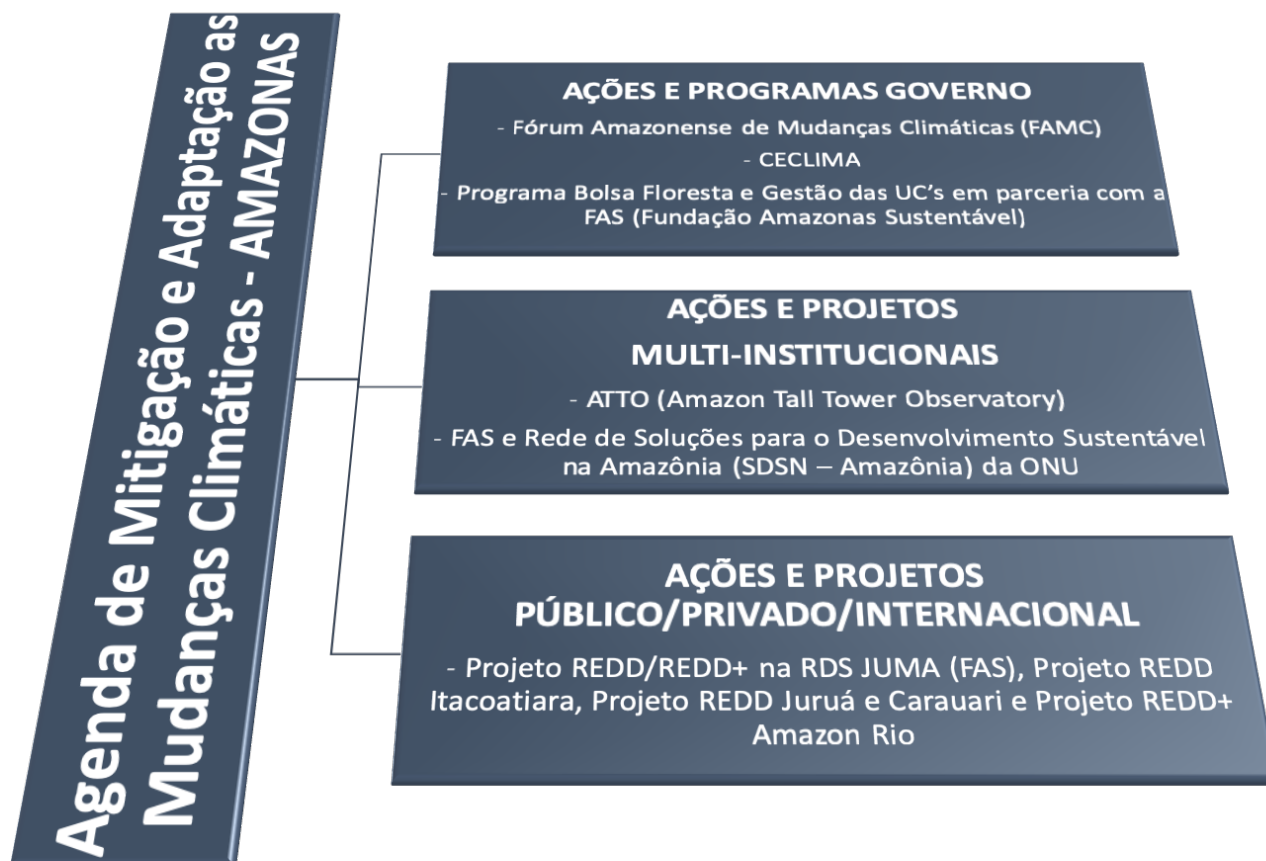 Agenda de Mitigação e Adaptação as
Mudanças Climáticas - AMAZONAS
AÇÕES E PROGRAMAS GOVERNO
- Fórum Amazonense de Mudanças Climáticas (FAMC)
- CECLIMA
- Programa Bolsa Floresta e Gestão das UC's em parceria com a
FAS (Fundação Amazonas Sustentável)
AÇÕES E PROJETOS
MULTI-INSTITUCIONAIS
- ATTO (Amazon Tall Tower Observatory)
- FAS e Rede de Soluções para o Desenvolvimento Sustentável
na Amazônia (SDSN – Amazônia) da ONU
AÇÕES E PROJETOS
PÚBLICO/PRIVADO/INTERNACIONAL
- Projeto REDD/REDD+ na RDS JUMA (FAS), Projeto REDD
Itacoatiara, Projeto REDD Juruá e Carauari e Projeto REDD+
Amazon Rio